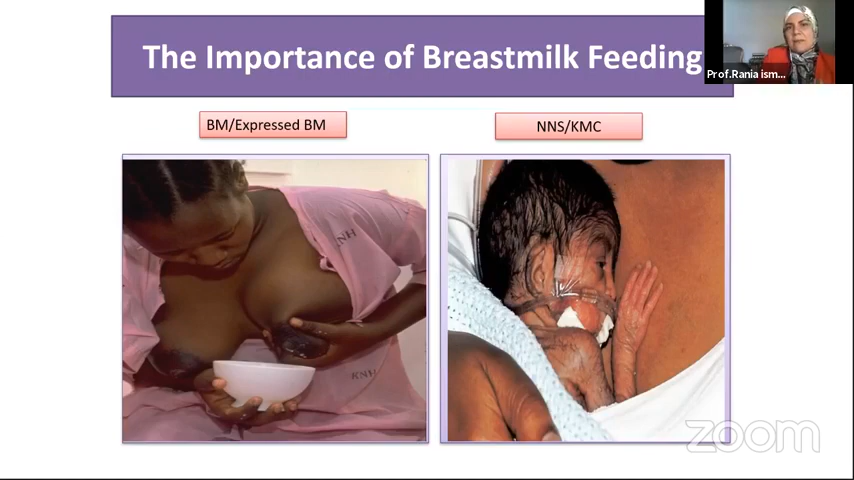 The Importance of Breastmilk Feeding
Prof.Rania ism...
BM/Expressed BM
NNS/KMC
KNH
KNH
zoom